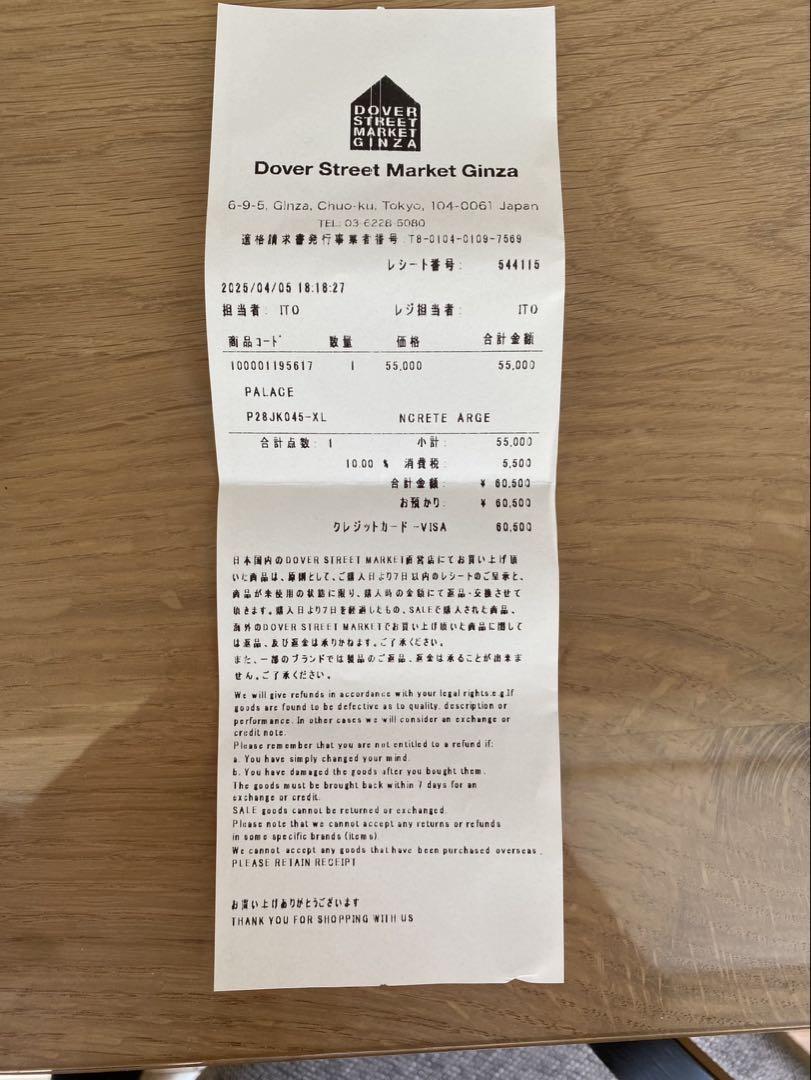 DOVER
STREET
MARKET
GINZA
Dover Street Market Ginza
6-9-5, Ginza, Chuo-ku, Tokyo, 104-0061 Japan
TEL: 03-6228-5080
適格請求書発行事業者番号:T8-0104-0109-7569
レシート番号: 544115
2025/04/05 18:18:27
担当者: ITO レジ担当者: ITO
商品コード 数量 価格 合計金額
100001195617 1 55,000 55,000
PALACE
P28JK045-XL NCRETE ARGE
合計点数: 1 小計: 55,000
10.00 % 消費税: 5,500
合計金額: ¥ 60,500
お預かり: ¥ 60,500
クレジットカード-VISA 60,500
日本国内のDOVER STREET MARKET直営店にてお買い上げ頂
いた商品は、原則として、ご購入日より7日以内のレシートのご呈示と、
商品が未使用の状態に限り、購入時の金額にて返品・交換させて
頂きます。購入日より7日を経過したもの、SALEで購入された商品、
海外のDOVER STREET MARKETでお買い上げ頂いた商品に関して
は返品、及び返金は承りかねます。ご了承ください。
また、一部のブランドでは製品のご返品、返金は承ることが出来ま
せん。ご了承ください。
We will give refunds in accordance with your legal rights:e.g.If
goods are found to be defective as to quality, description or
performance. In other cases we will consider an exchange or
credit note.
Please remember that you are not entitled to a refund if:
a. You have simply changed your mind.
b. You have damaged the goods after you bought them.
The goods must be brought back within 7 days for an
exchange or credit.
SALE goods cannot be returned or exchanged.
Please note that we cannot accept any returns or refunds
in some specific brands (items)
We cannot accept any goods that have been purchased overseas.
PLEASE RETAIN RECEIPT
お買い上げありがとうございます
THANK YOU FOR SHOPPING WITH US